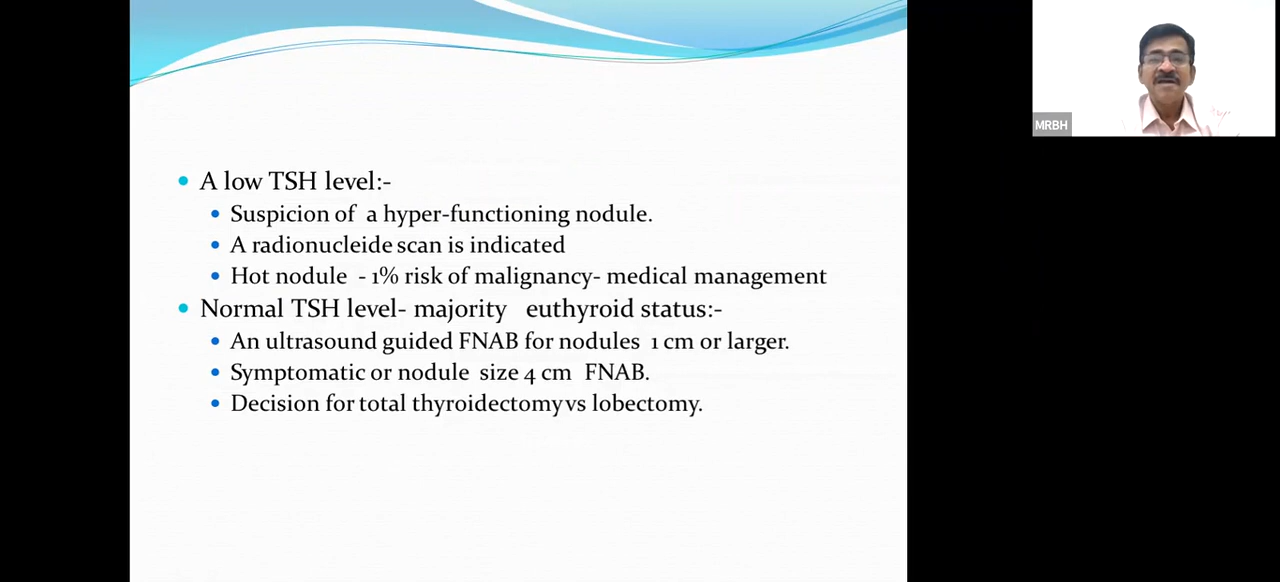 A low TSH level:-
Suspicion of a hyper-functioning nodule.
A radionucleide scan is indicated
Hot nodule - 1% risk of malignancy- medical management
Normal TSH level- majority euthyroid status:-
An ultrasound guided FNAB for nodules 1 cm or larger.
Symptomatic or nodule size 4 cm FNAB.
Decision for total thyroidectomy vs lobectomy.
MRBH